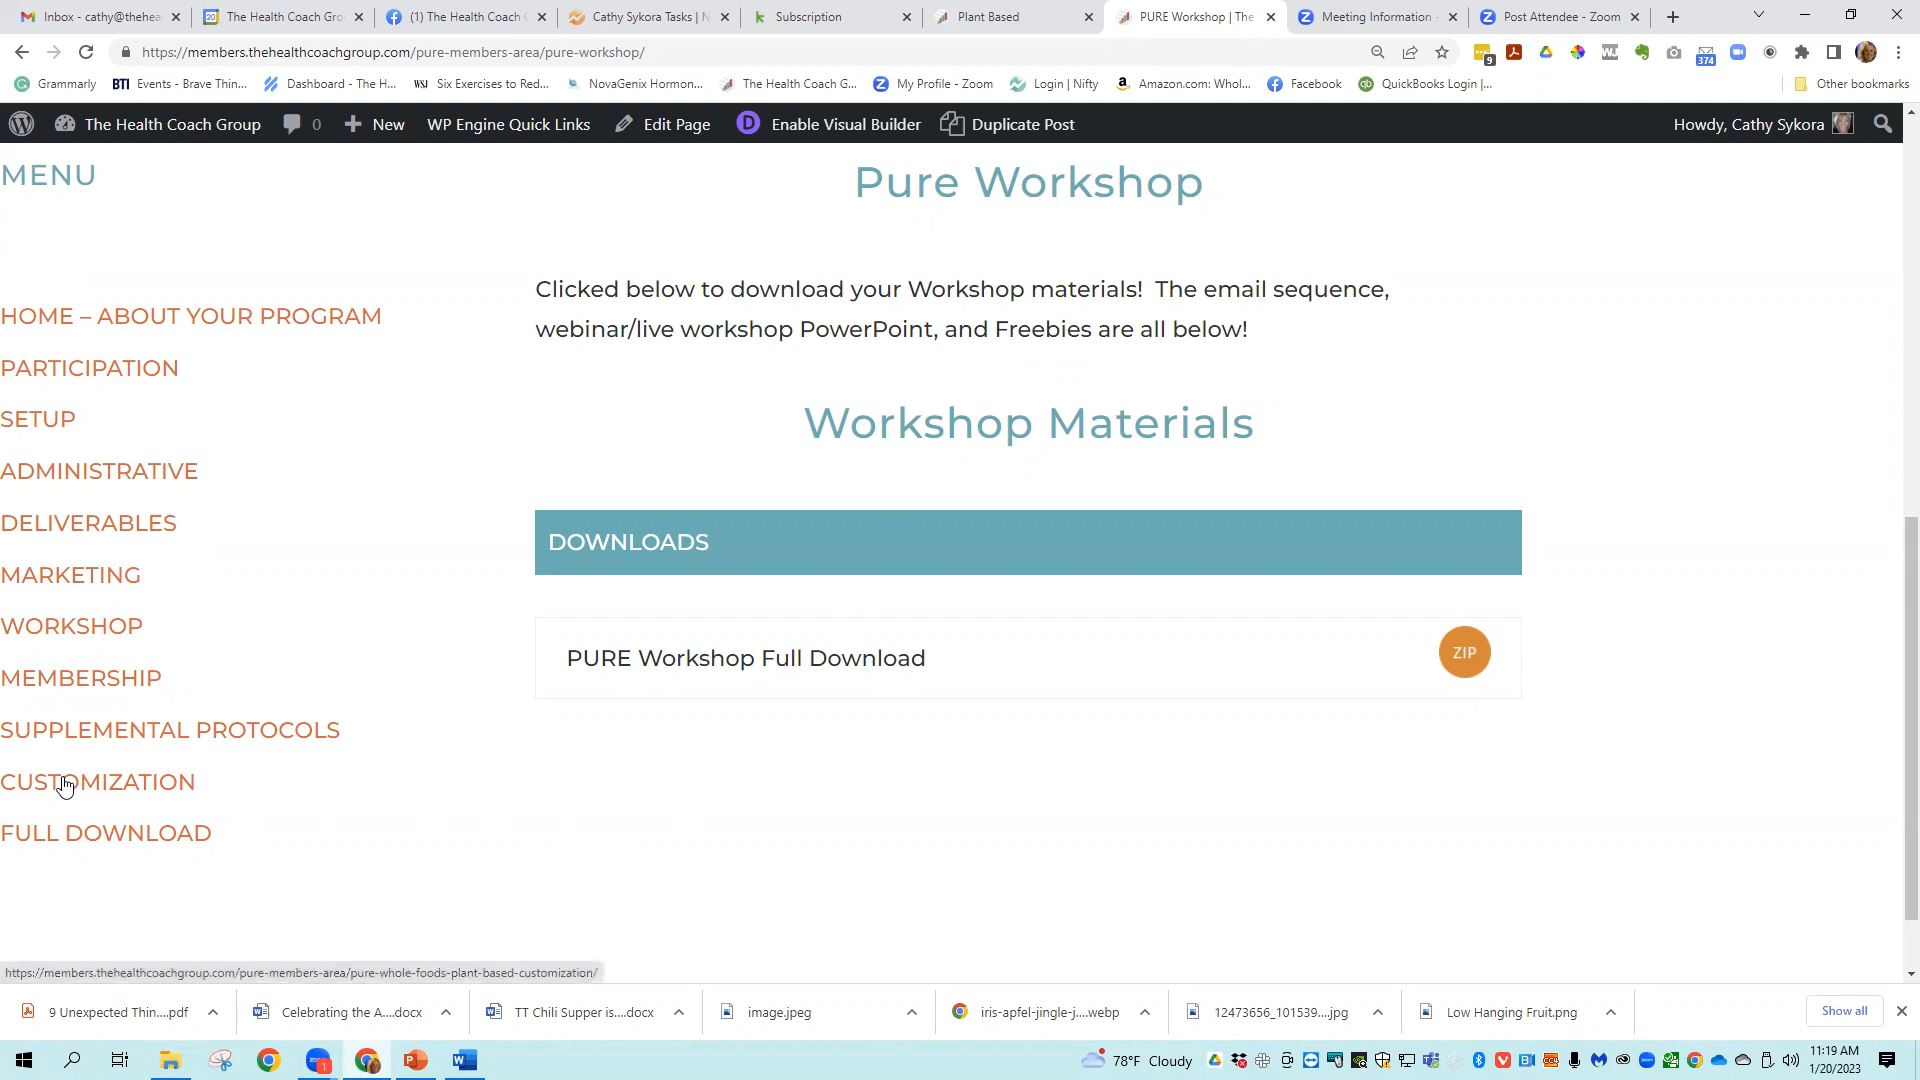 Inbox - cathy@theheal
The Health Coach Gro
(1) The Health Coach
Cathy Sykora Tasks | N
Subscription
Plant Based
PURE Workshop | The
Meeting Information -
Post Attendee - Zoom
https://members.thehealthcoachgroup.com/pure-members-area/pure-workshop/
9
374
Grammarly
BTI Events - Brave Thin...
Dashboard - The H...
WSJ Six Exercises to Red...
NovaGenix Hormon...
The Health Coach G...
My Profile - Zoom
Login | Nifty
Amazon.com: Whol...
Facebook
QuickBooks Login |...
Other bookmarks
The Health Coach Group
0
New
WP Engine Quick Links
Edit Page
Enable Visual Builder
Duplicate Post
Howdy, Cathy Sykora
MENU
HOME – ABOUT YOUR PROGRAM
PARTICIPATION
SETUP
ADMINISTRATIVE
DELIVERABLES
MARKETING
WORKSHOP
MEMBERSHIP
SUPPLEMENTAL PROTOCOLS
CUSTOMIZATION
FULL DOWNLOAD
Pure Workshop
Clicked below to download your Workshop materials! The email sequence,
webinar/live workshop PowerPoint, and Freebies are all below!
Workshop Materials
DOWNLOADS
PURE Workshop Full Download
ZIP
https://members.thehealthcoachgroup.com/pure-members-area/pure-whole-foods-plant-based-customization/
9 Unexpected Thin....pdf
Celebrating the A....docx
TT Chili Supper is....docx
image.jpeg
iris-apfel-jingle-j....webp
12473656_101539....jpg
Low Hanging Fruit.png
Show all
78°F Cloudy
11:19 AM
1/20/2023